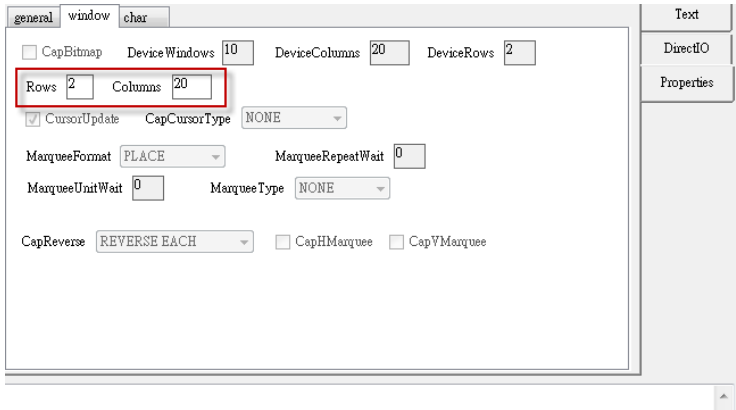 general window char Text
CapBitmap DeviceWindows 10 DeviceColumns 20 DeviceRows 2 DirectIO
Rows 2 Columns 20 Properties
CursorUpdate CapCursorType NONE
MarqueeFormat PLACE MarqueeRepeatWait 0
MarqueeUnitWait 0 MarqueeType NONE
CapReverse REVERSE EACH CapHMarquee CapVMarquee